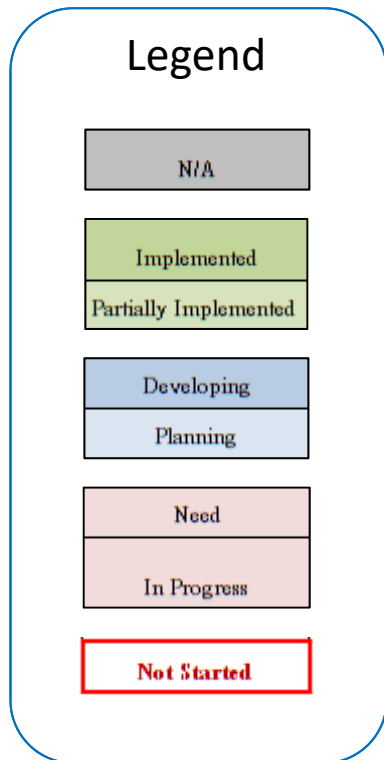 Legend
N/A
Implemented
Partially Implemented
Developing
Planning
Need
In Progress
Not Started